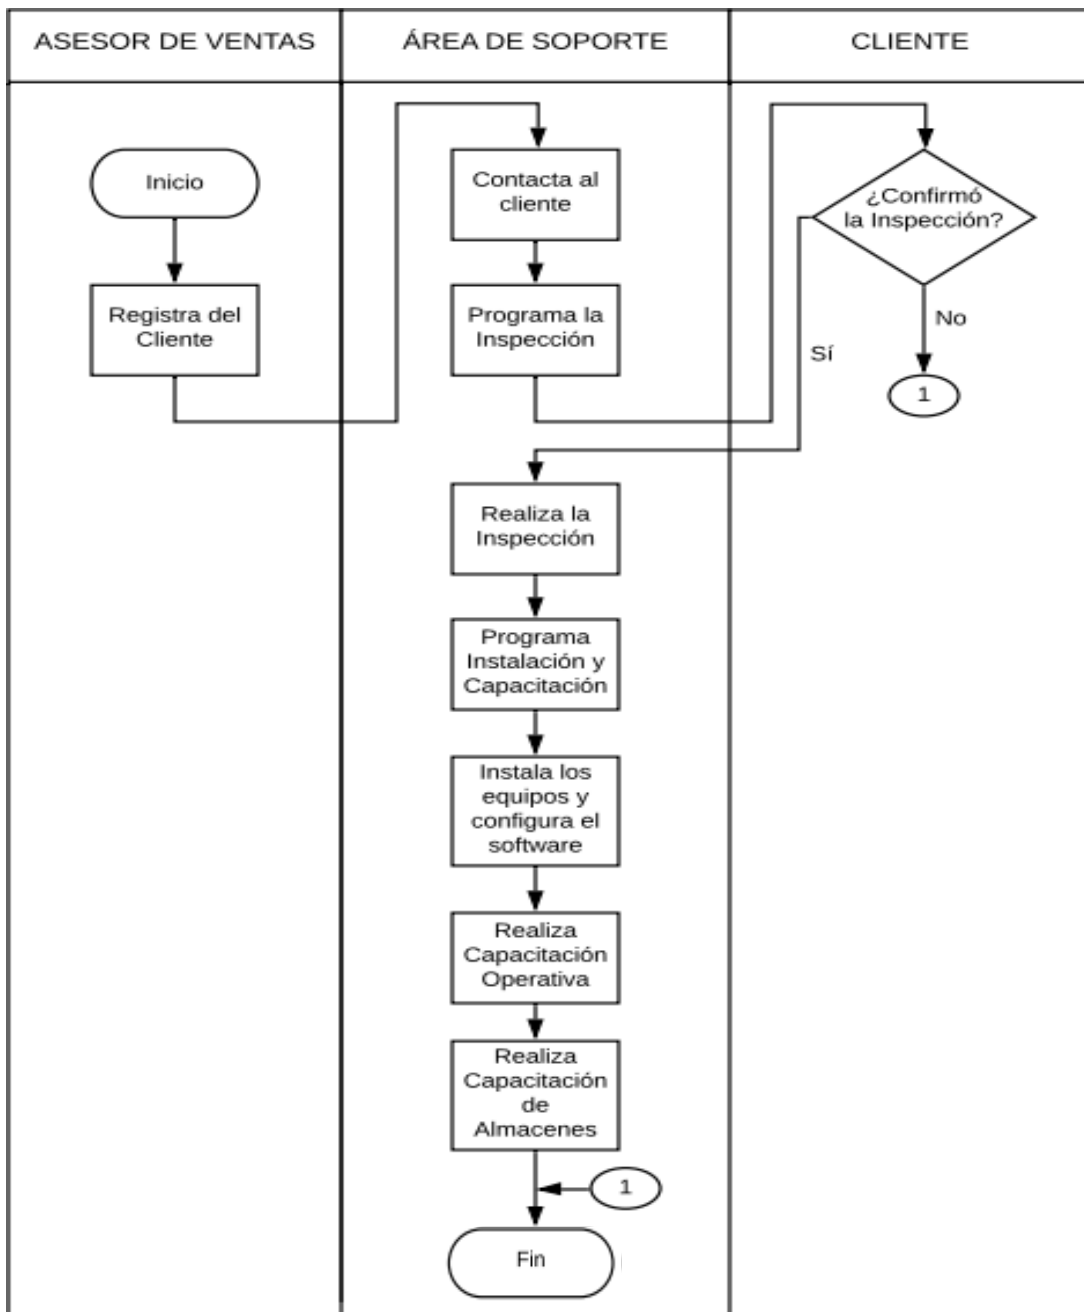 ASESOR DE VENTAS
ÁREA DE SOPORTE
CLIENTE
Inicio
Registra del
Cliente
Contacta al
cliente
Programa la
Inspección
¿Confirmó
la Inspección?
No
1
Sí
Realiza la
Inspección
Programa
Instalación y
Capacitación
Instala los
equipos y
configura el
software
Realiza
Capacitación
Operativa
Realiza
Capacitación
de
Almacenes
1
Fin